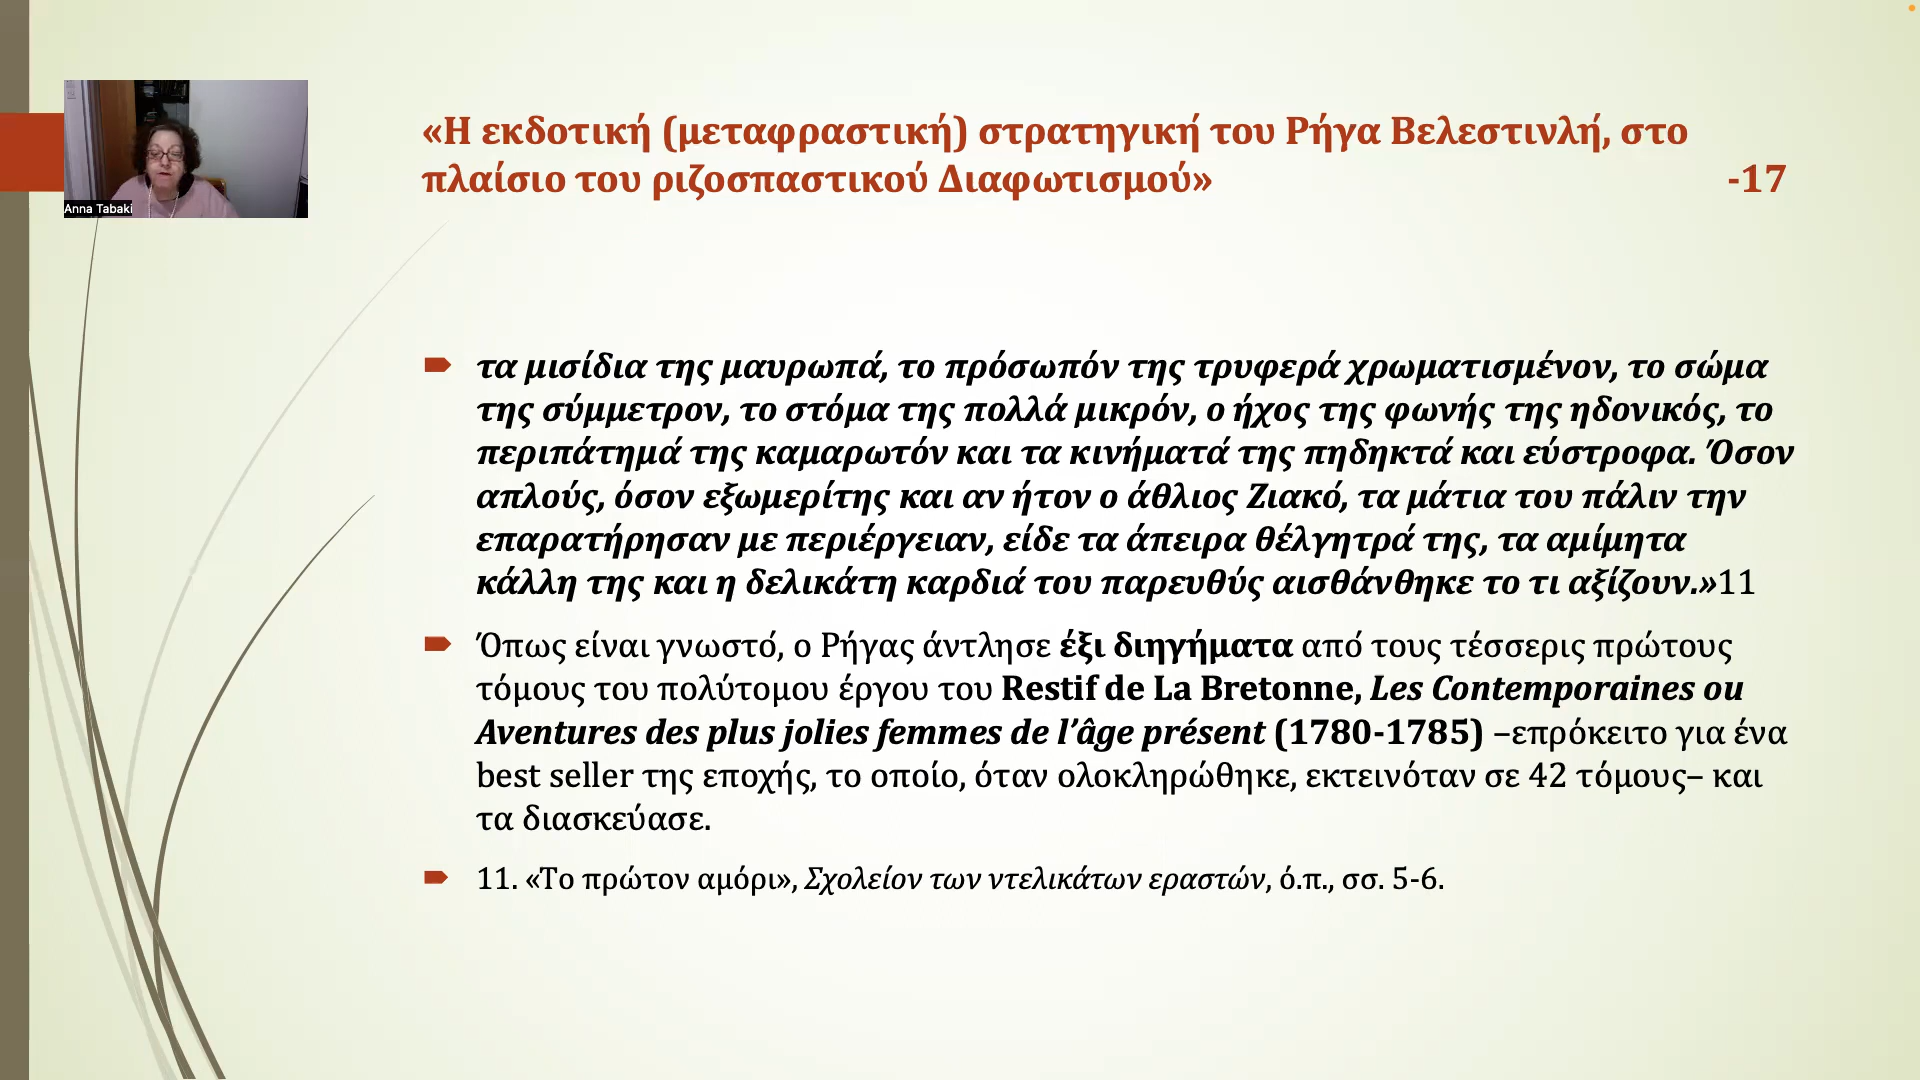 «Η εκδοτική (μεταφραστική) στρατηγική του Ρήγα Βελεστινλή, στο
πλαίσιο του ριζοσπαστικού Διαφωτισμού» -17
Anna Tabaki
τα μισίδια της μαυρωπά, το πρόσωπόν της τρυφερά χρωματισμένον, το σώμα
της σύμμετρον, το στόμα της πολλά μικρόν, ο ήχος της φωνής της ηδονικός, το
περιπάτημά της καμαρωτόν και τα κινήματά της πηδηκτά και εύστροφα. Όσον
απλούς, όσον εξωμερίτης και αν ήτον ο άθλιος Ζιακό, τα μάτια του πάλιν την
επαρατήρησαν με περιέργειαν, είδε τα άπειρα θέλγητρά της, τα αμίμητα
κάλλη της και η δελικάτη καρδιά του παρευθύς αισθάνθηκε το τι αξίζουν.»11
Όπως είναι γνωστό, ο Ρήγας άντλησε έξι διηγήματα από τους τέσσερις πρώτους
τόμους του πολύτομου έργου του Restif de La Bretonne, Les Contemporaines ou
Aventures des plus jolies femmes de l’âge présent (1780-1785) –επρόκειτο για ένα
best seller της εποχής, το οποίο, όταν ολοκληρώθηκε, εκτεινόταν σε 42 τόμους– και
τα διασκεύασε.
11. «Το πρώτον αμόρι», Σχολείον των ντελικάτων εραστών, ό.π., σσ. 5-6.